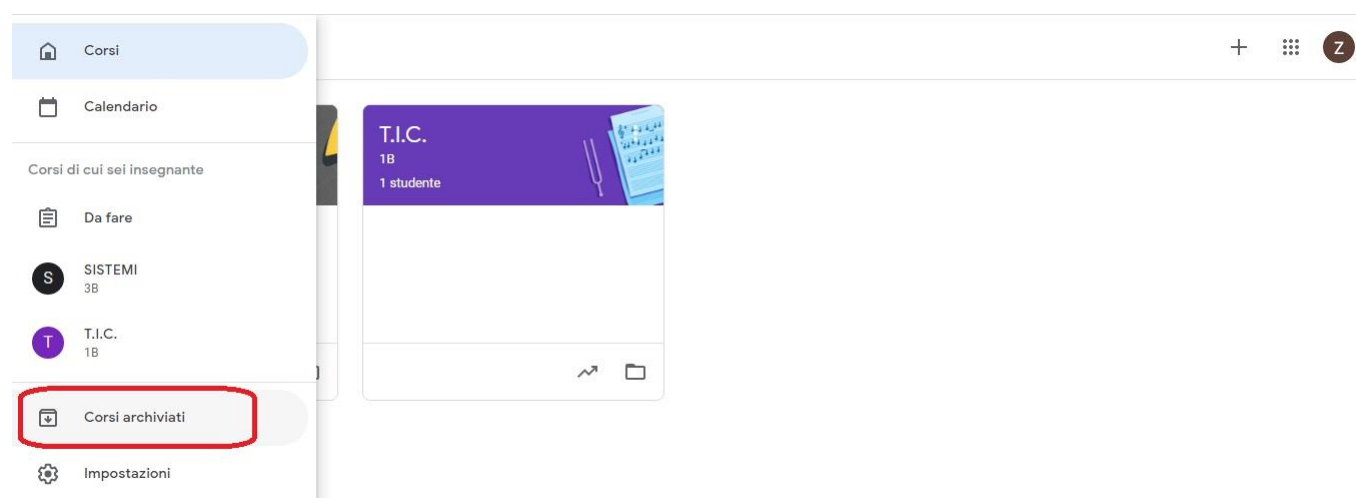 Corsi
Calendario
Corsi di cui sei insegnante
Da fare
S
SISTEMI
3B
T
T.I.C.
1B
Corsi archiviati
Impostazioni
T.I.C.
1B
1 studente
Z